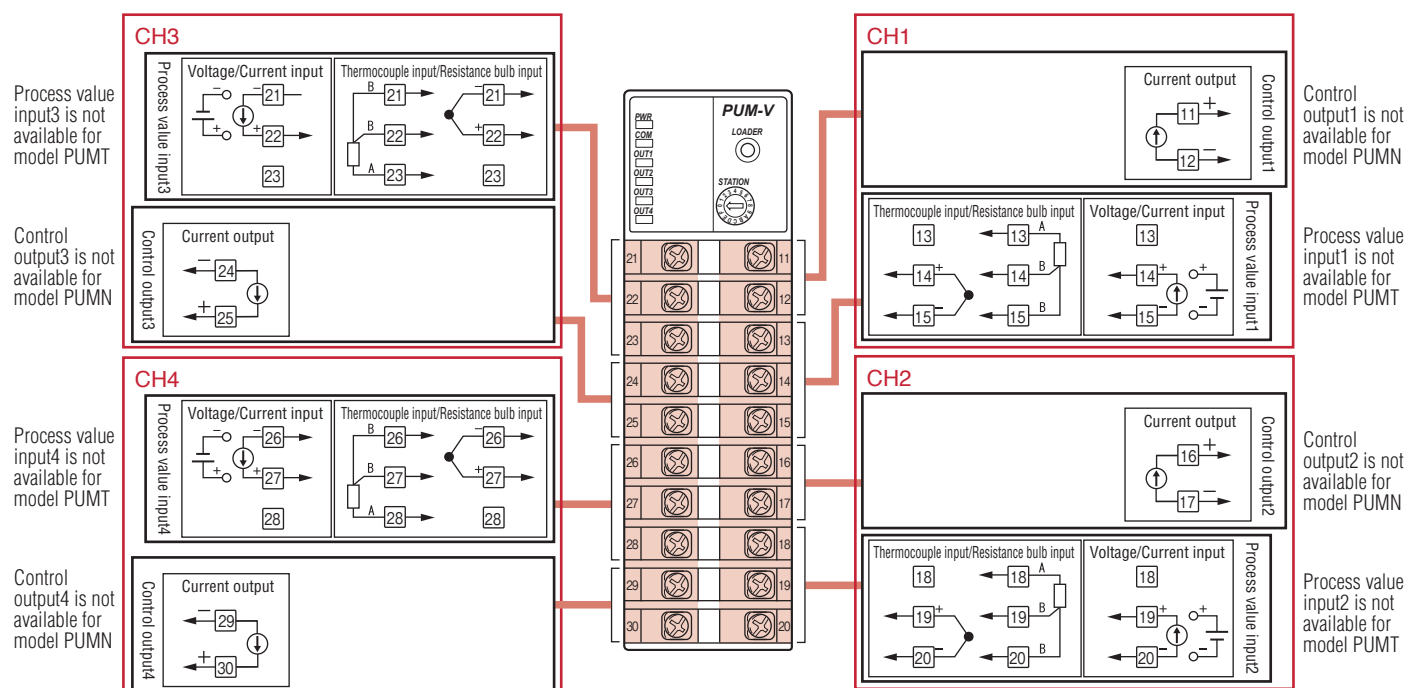 CH3
Process value input3
Voltage/Current input
− − 21
+ + 22
23
Thermocouple input/Resistance bulb input
B 21
B 22
A 23
− 21
+ 22
23
Process value
input3 is not
available for
model PUMT
Control output3
Current output
− 24
+ 25
Control
output3 is not
available for
model PUMN
CH4
Process value input4
Voltage/Current input
− − 26
+ + 27
28
Thermocouple input/Resistance bulb input
B 26
B 27
A 28
− 26
+ 27
28
Process value
input4 is not
available for
model PUMT
Control output4
Current output
− 29
+ 30
Control
output4 is not
available for
model PUMN
PUM-V
PWR
COM
OUT1
OUT2
OUT3
OUT4
LOADER
STATION
0 1 2 3 4 5 6 7 8 9 A B C D E F
21 11
22 12
23 13
24 14
25 15
26 16
27 17
28 18
29 19
30 20
CH1
Current output
11 +
12 −
Control output1
Control
output1 is not
available for
model PUMN
Thermocouple input/Resistance bulb input
13
14 +
15 −
13 A
14 B
15 B
Voltage/Current input
13
14 + +
15 − −
Process value input1
Process value
input1 is not
available for
model PUMT
CH2
Current output
16 +
17 −
Control output2
Control
output2 is not
available for
model PUMN
Thermocouple input/Resistance bulb input
18
19 +
20 −
18 A
19 B
20 B
Voltage/Current input
18
19 + +
20 − −
Process value input2
Process value
input2 is not
available for
model PUMT